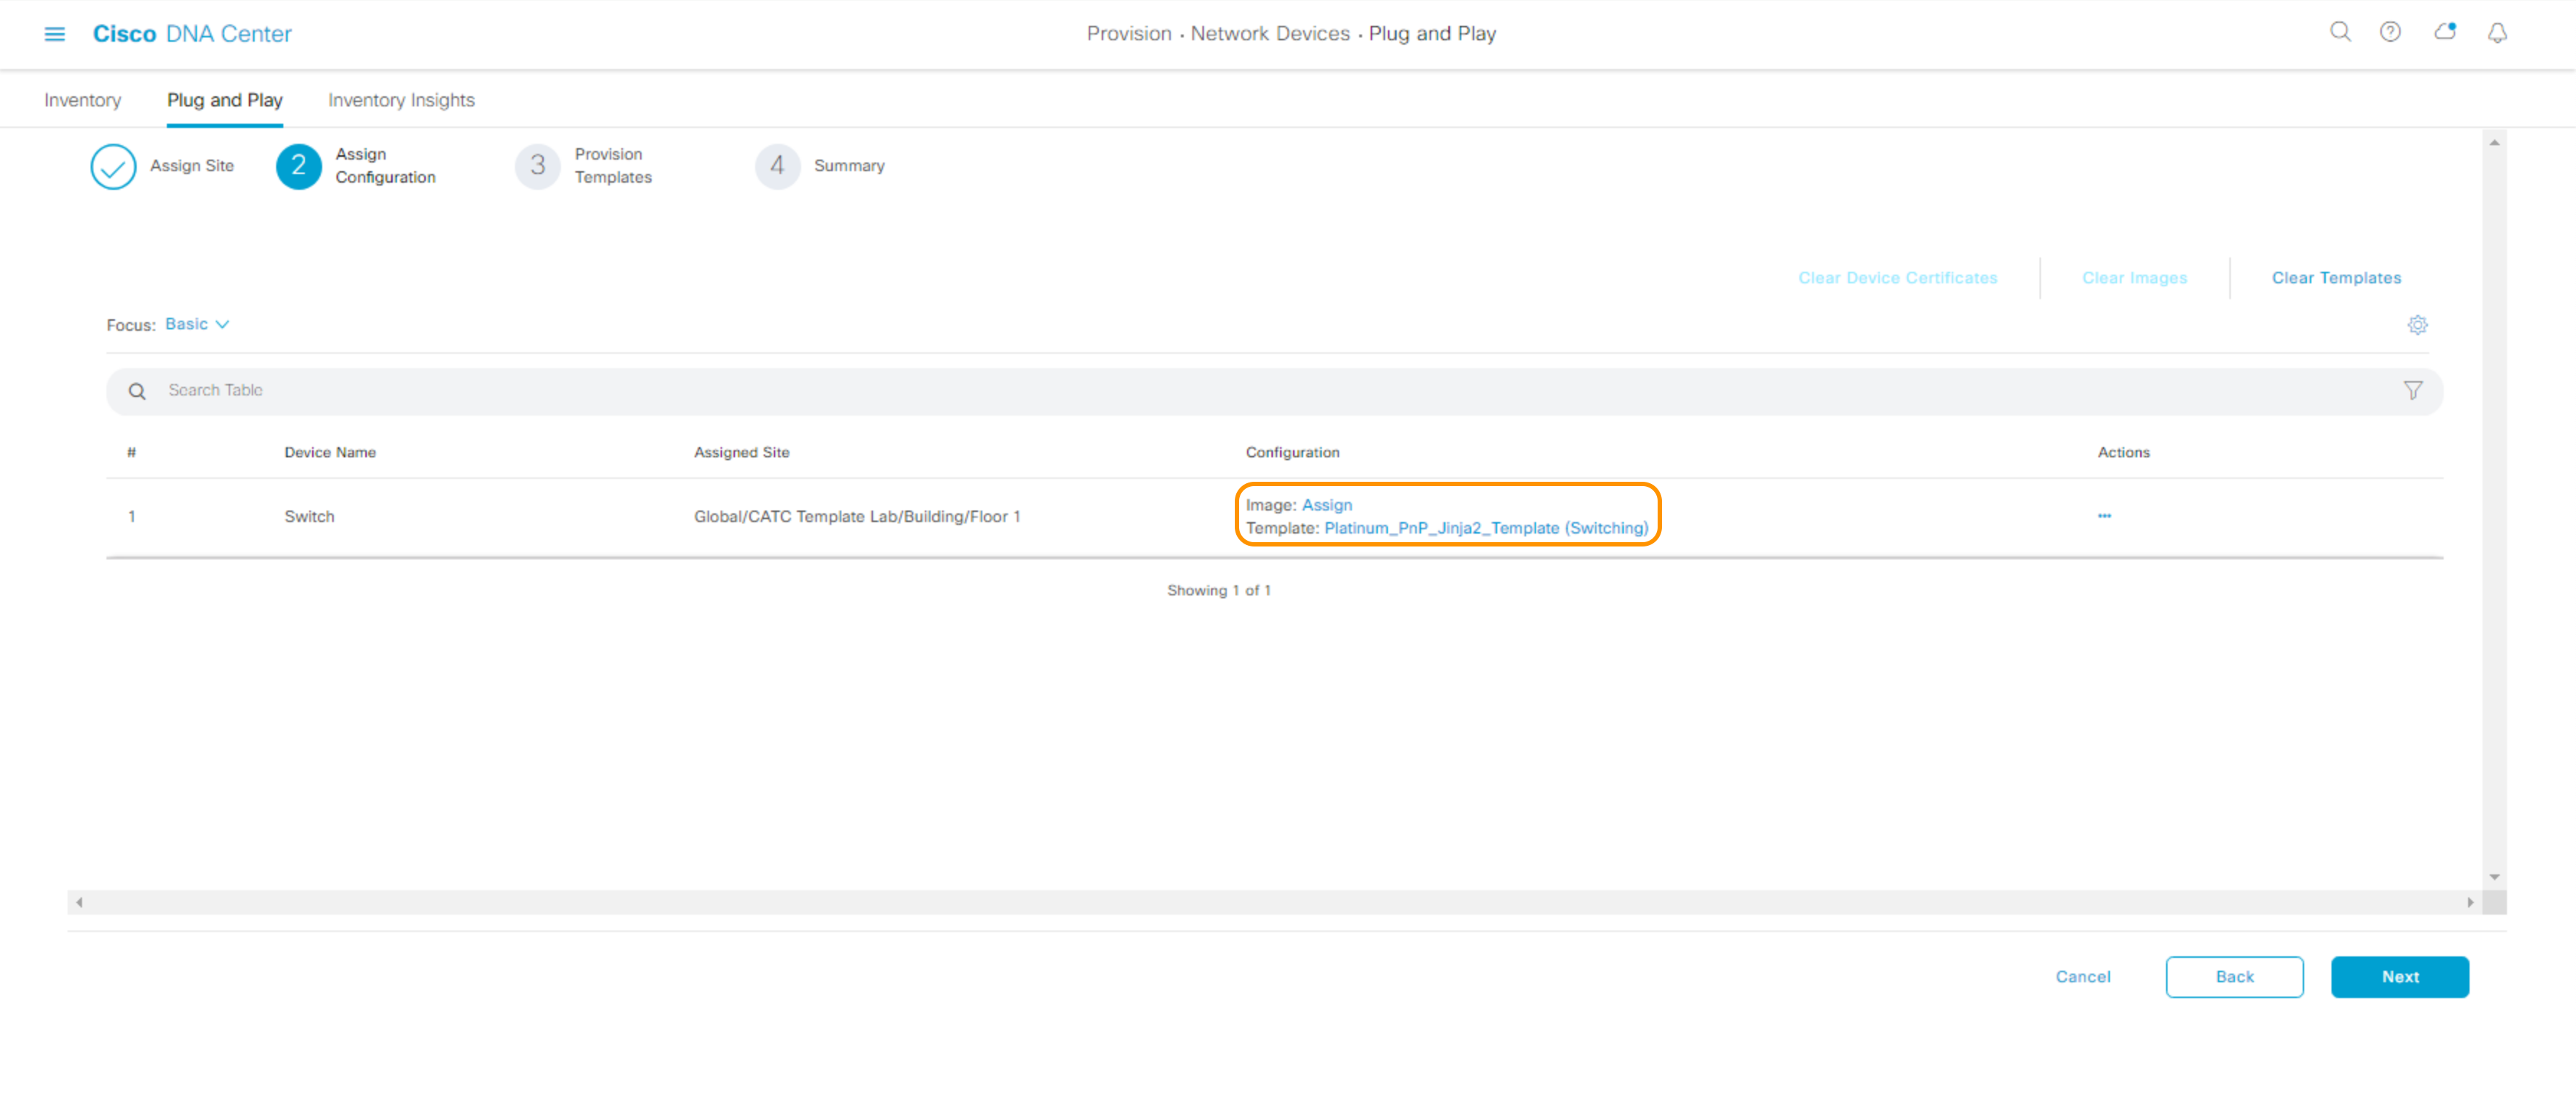 Cisco DNA Center
Provision · Network Devices · Plug and Play
Inventory
Plug and Play
Inventory Insights
Assign Site
2
Assign
Configuration
3
Provision
Templates
4
Summary
Clear Device Certificates
Clear Images
Clear Templates
Focus: Basic
Search Table
# Device Name Assigned Site Configuration Actions
1 Switch Global/CATC Template Lab/Building/Floor 1
Image: Assign
Template: Platinum_PnP_Jinja2_Template (Switching)
Showing 1 of 1
Cancel
Back
Next